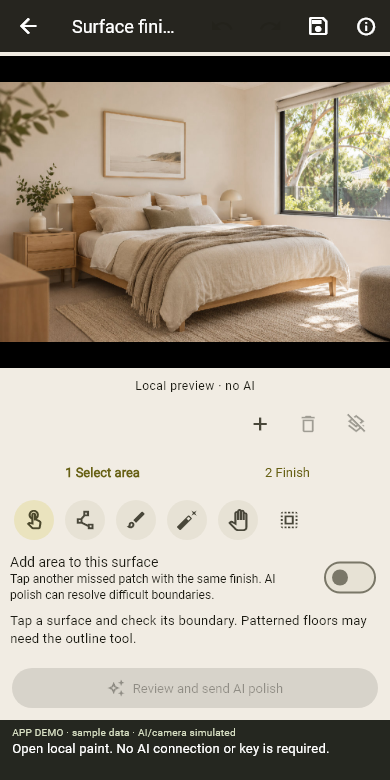 Surface fini...
Local preview · no AI
1 Select area
2 Finish
Add area to this surface
Tap another missed patch with the same finish. AI
polish can resolve difficult boundaries.
Tap a surface and check its boundary. Patterned floors may
need the outline tool.
Review and send AI polish
APP DEMO · sample data · AI/camera simulated
Open local paint. No AI connection or key is required.